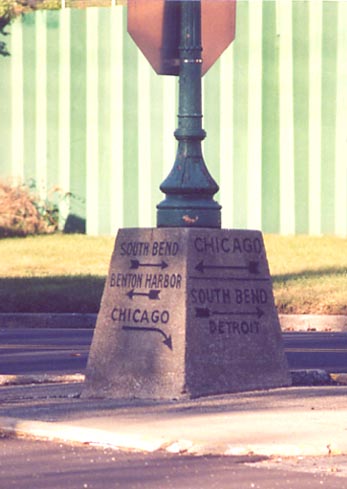 SOUTH BEND
BENTON HARBOR
CHICAGO
CHICAGO
SOUTH BEND
DETROIT